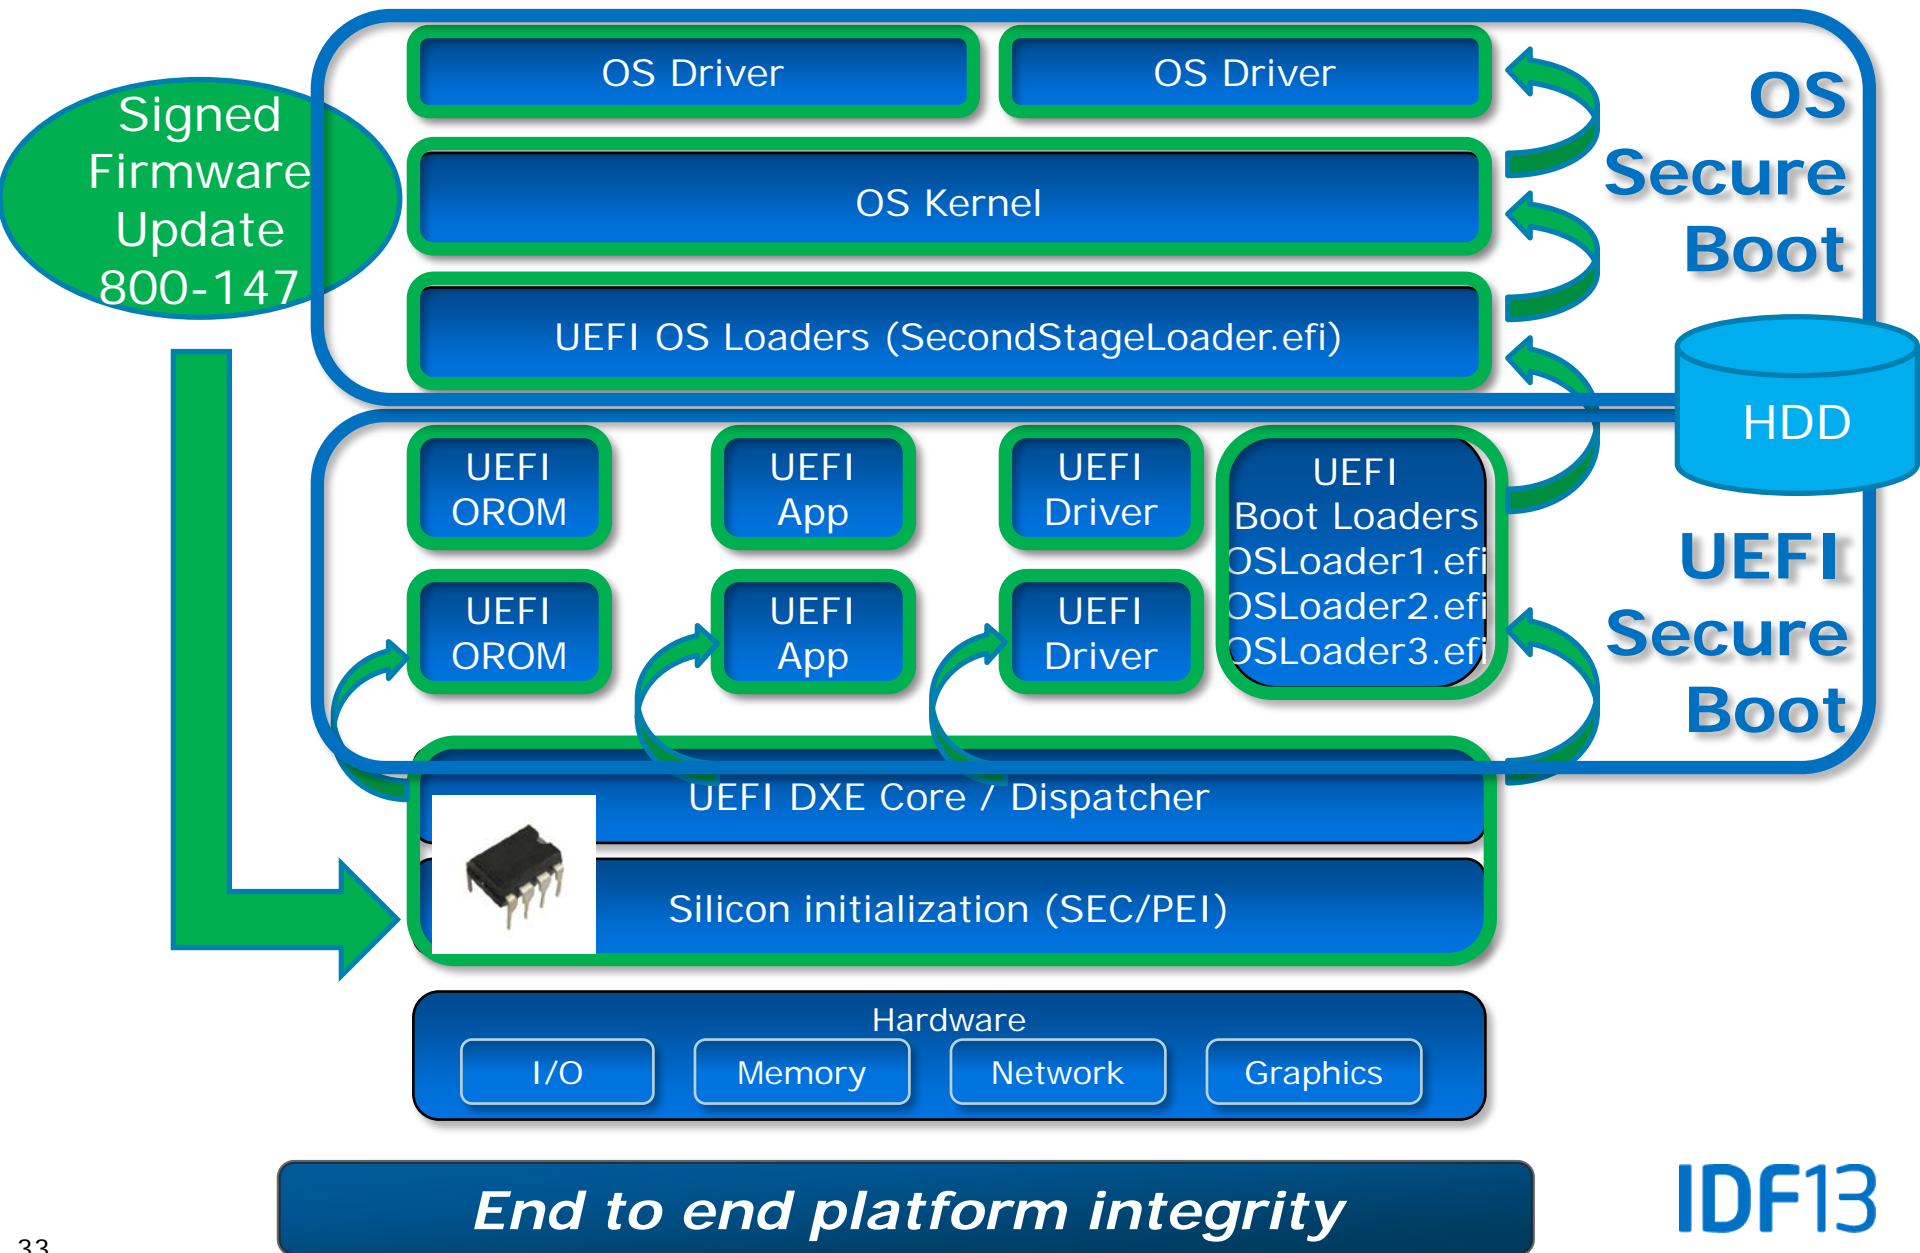 OS Driver
OS Driver
OS
Secure
Boot
Signed
Firmware
Update
800-147
OS Kernel
UEFI OS Loaders (SecondStageLoader.efi)
HDD
UEFI
OROM
UEFI
App
UEFI
Driver
UEFI
Boot Loaders
OSLoader1.efi
OSLoader2.efi
OSLoader3.efi
UEFI
OROM
UEFI
App
UEFI
Driver
UEFI
Secure
Boot
UEFI DXE Core / Dispatcher
Silicon initialization (SEC/PEI)
Hardware
I/O
Memory
Network
Graphics
End to end platform integrity
IDF13
33